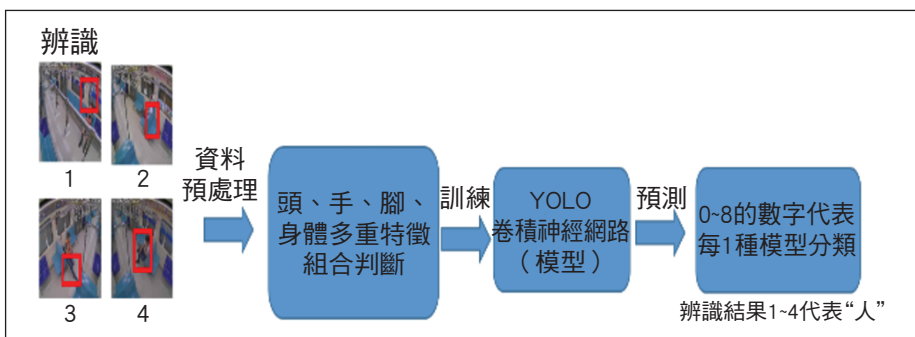 辨識
1
2
3
4
資料
預處理
頭、手、腳、
身體多重特徵
組合判斷
訓練
YOLO
卷積神經網路
（模型）
預測
0~8的數字代表
每1種模型分類
辨識結果1~4代表“人”